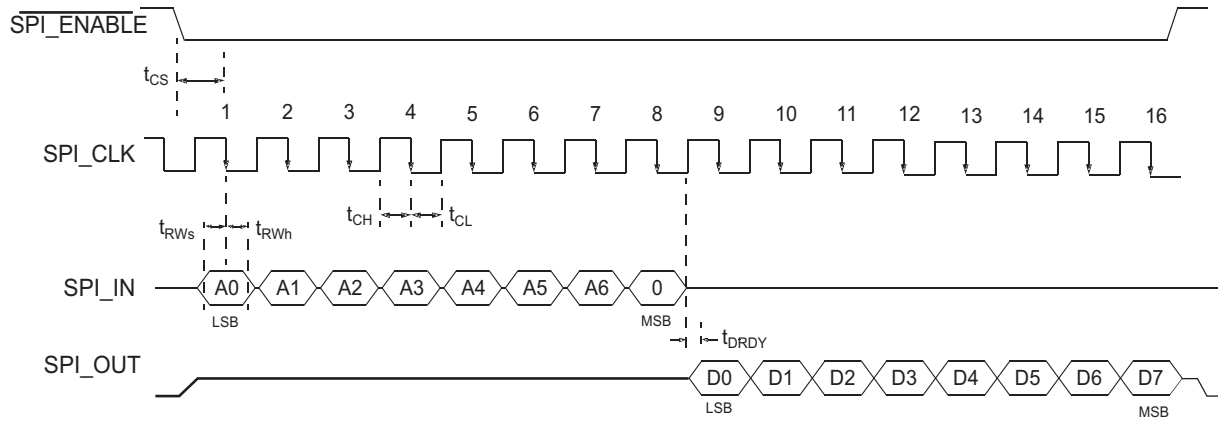 SPI_ENABLE
tCS
1 2 3 4 5 6 7 8 9 10 11 12 13 14 15 16
SPI_CLK
tCH tCL
tRWs tRWh
SPI_IN A0 A1 A2 A3 A4 A5 A6 0
LSB MSB
tDRDY
SPI_OUT D0 D1 D2 D3 D4 D5 D6 D7
LSB MSB